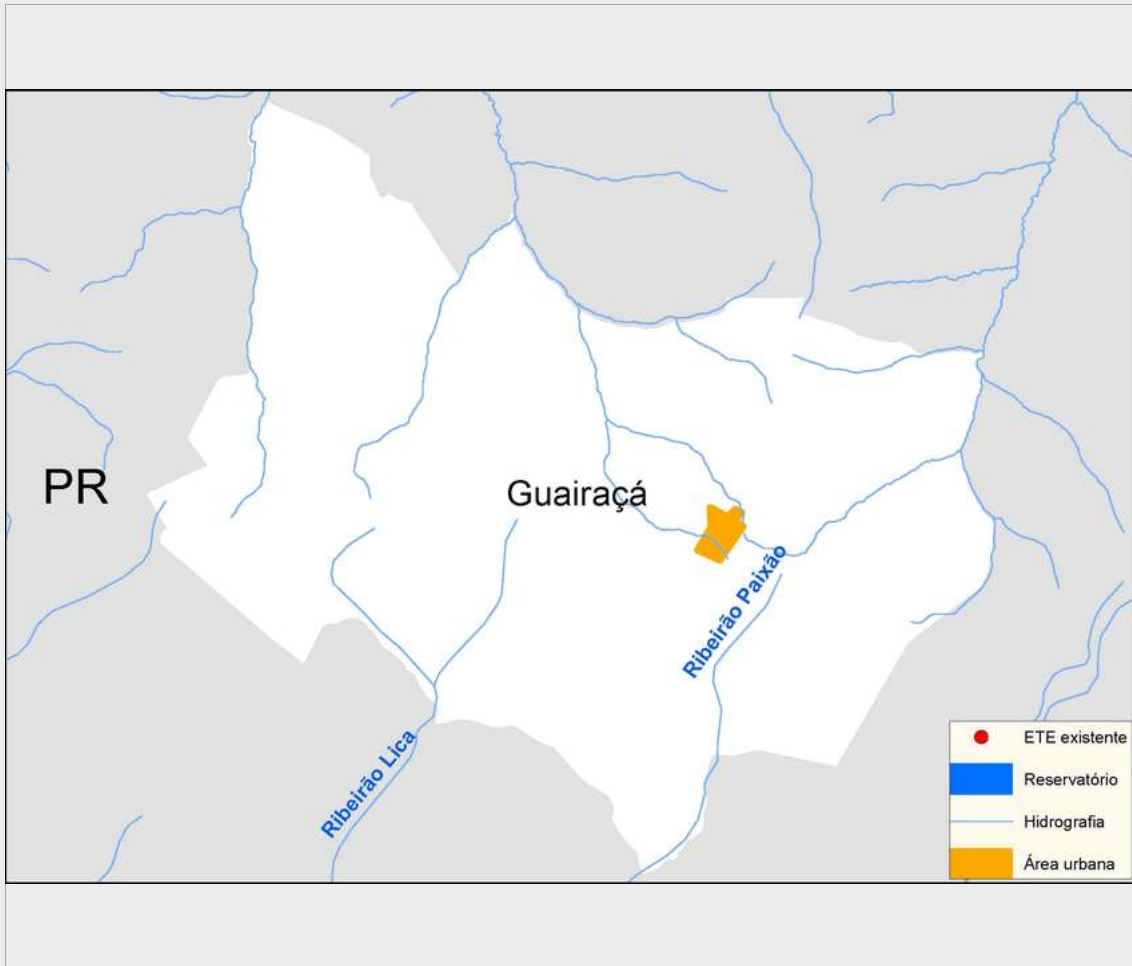 PR
Guairaçá
Ribeirão Paixão
Ribeirão Lica
ETE existente
Reservatório
Hidrografia
Área urbana